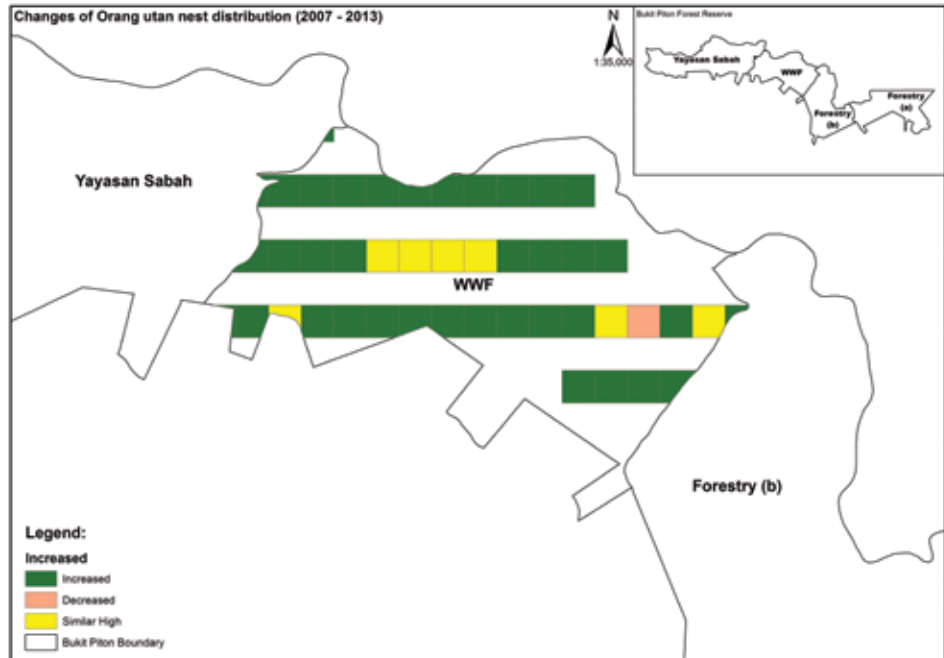 Changes of Orang utan nest distribution (2007 - 2013)
N
1:35,000
Bukit Piton Forest Reserve
Yayasan Sabah
WWF
Forestry
(a)
Forestry
(b)
Yayasan Sabah
WWF
Forestry (b)
Legend:
Increased
Increased
Decreased
Similar High
Bukit Piton Boundary